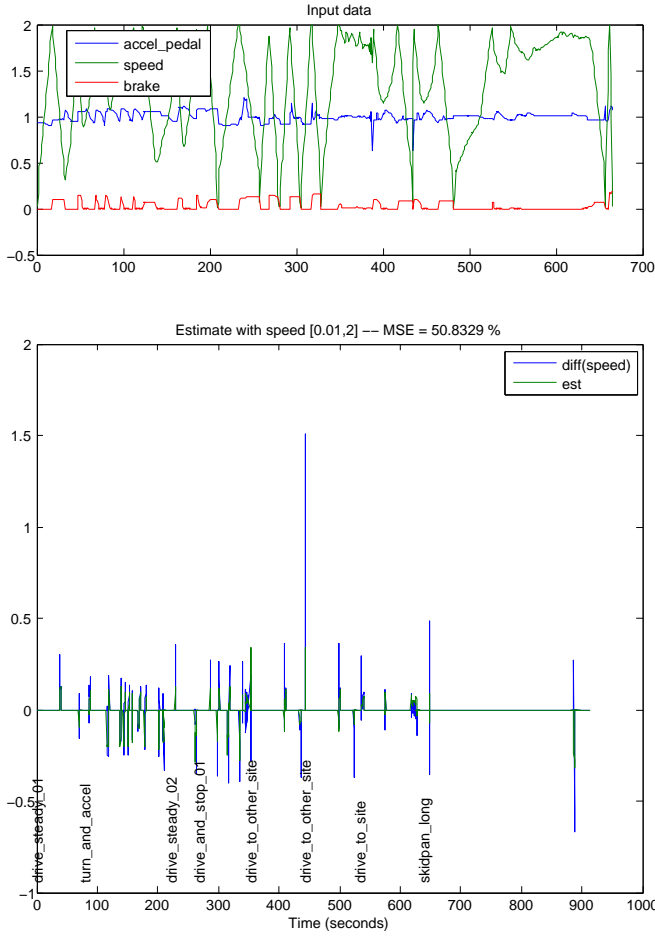 Input data
2
1.5
1
0.5
0
−0.5
accel_pedal
speed
brake
0 100 200 300 400 500 600 700
Estimate with speed [0.01,2] −− MSE = 50.8329 %
2
1.5
1
0.5
0
−0.5
−1
diff(speed)
est
drive_steady_01
turn_and_accel
drive_steady_02
drive_and_stop_01
drive_to_other_site
drive_to_other_site
drive_to_site
skidpan_long
0 100 200 300 400 500 600 700 800 900 1000
Time (seconds)